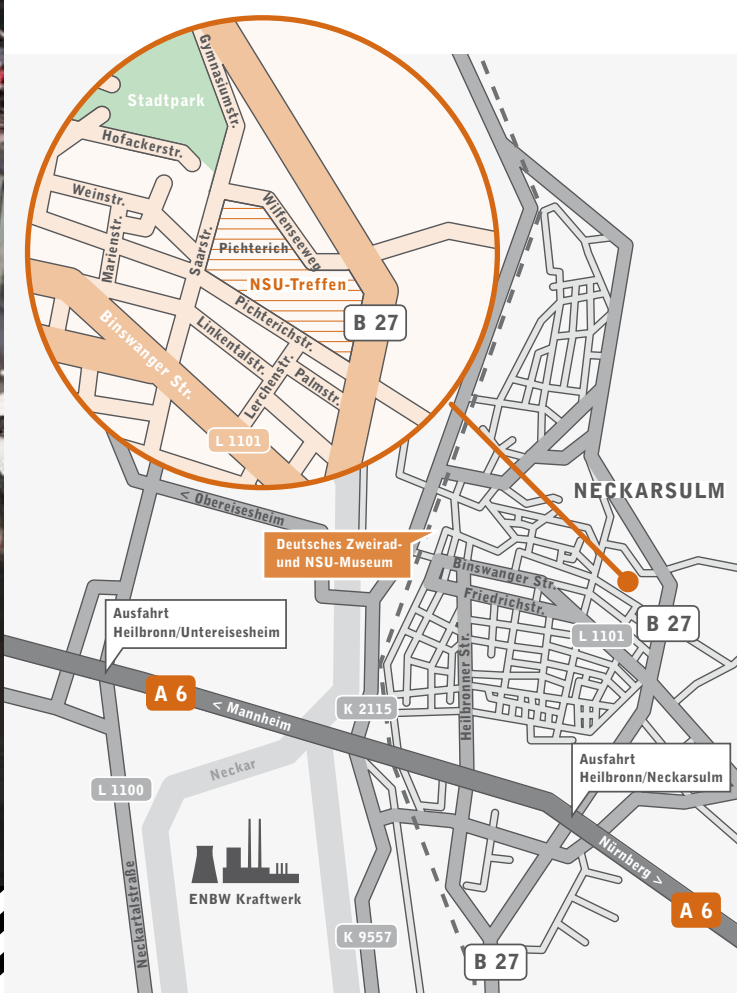 Gymnasiumstr.
Stadtpark
Hofackerstr.
Weinstr.
Marienstr.
Saarstr.
Wilfenseeweg
Pichterich
NSU-Treffen
B 27
Pichterichstr.
Binswanger Str.
Linkentalstr.
Lerchenstr.
Palmstr.
L 1101
< Obereisesheim
NECKARSULM
Deutsches Zweirad-
und NSU-Museum
Binswanger Str.
Friedrichstr.
L 1101
B 27
Ausfahrt
Heilbronn/Untereisesheim
Heilbronner Str.
A 6
< Mannheim
K 2115
Neckar
L 1100
Ausfahrt
Heilbronn/Neckarsulm
ENBW Kraftwerk
Nürnberg >
A 6
Neckartalstraße
K 9557
B 27